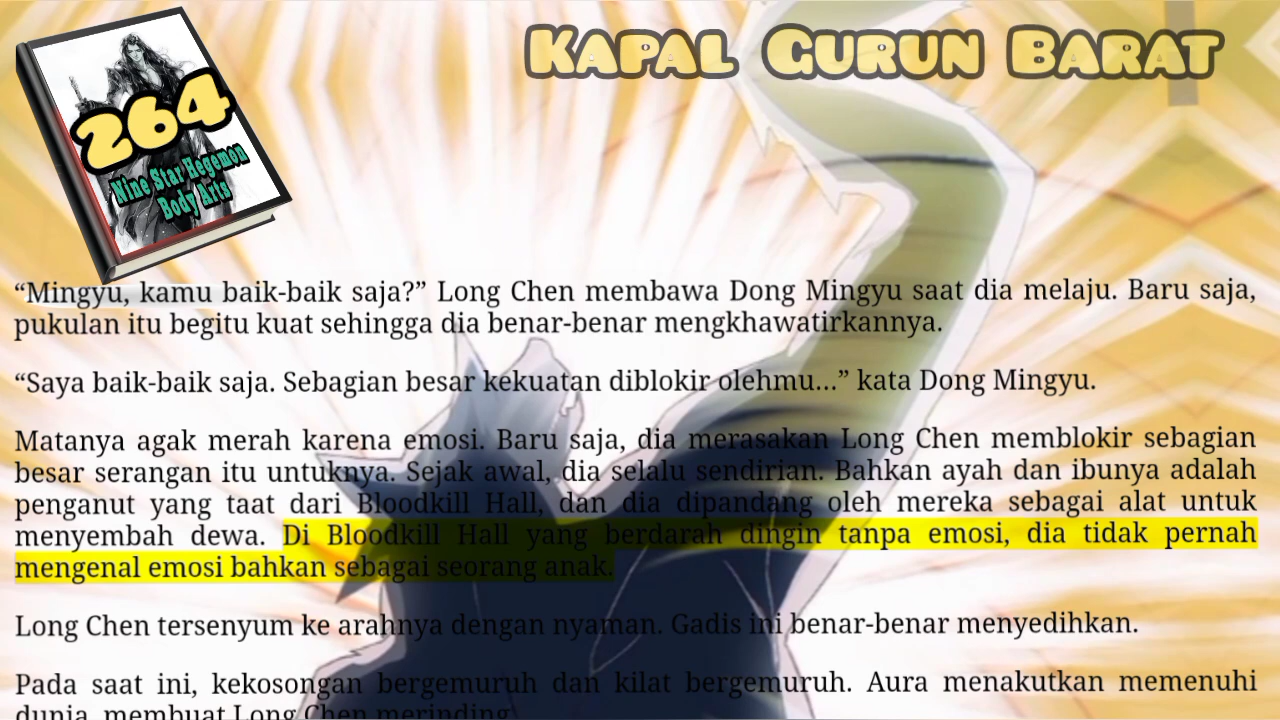 KAPAL GURUN BARAT
264
Nine Star Hegemon
Body Arts
“Mingyu, kamu baik-baik saja?” Long Chen membawa Dong Mingyu saat dia melaju. Baru saja,
pukulan itu begitu kuat sehingga dia benar-benar mengkhawatirkannya.
“Saya baik-baik saja. Sebagian besar kekuatan diblokir olehmu...” kata Dong Mingyu.
Matanya agak merah karena emosi. Baru saja, dia merasakan Long Chen memblokir sebagian
besar serangan itu untuknya. Sejak awal, dia selalu sendirian. Bahkan ayah dan ibunya adalah
penganut yang taat dari Bloodkill Hall, dan dia dipandang oleh mereka sebagai alat untuk
menyembah dewa. Di Bloodkill Hall yang berdarah dingin tanpa emosi, dia tidak pernah
mengenal emosi bahkan sebagai seorang anak.
Long Chen tersenyum ke arahnya dengan nyaman. Gadis ini benar-benar menyedihkan.
Pada saat ini, kekosongan bergemuruh dan kilat bergemuruh. Aura menakutkan memenuhi
dunia, membuat Long Chen merinding.